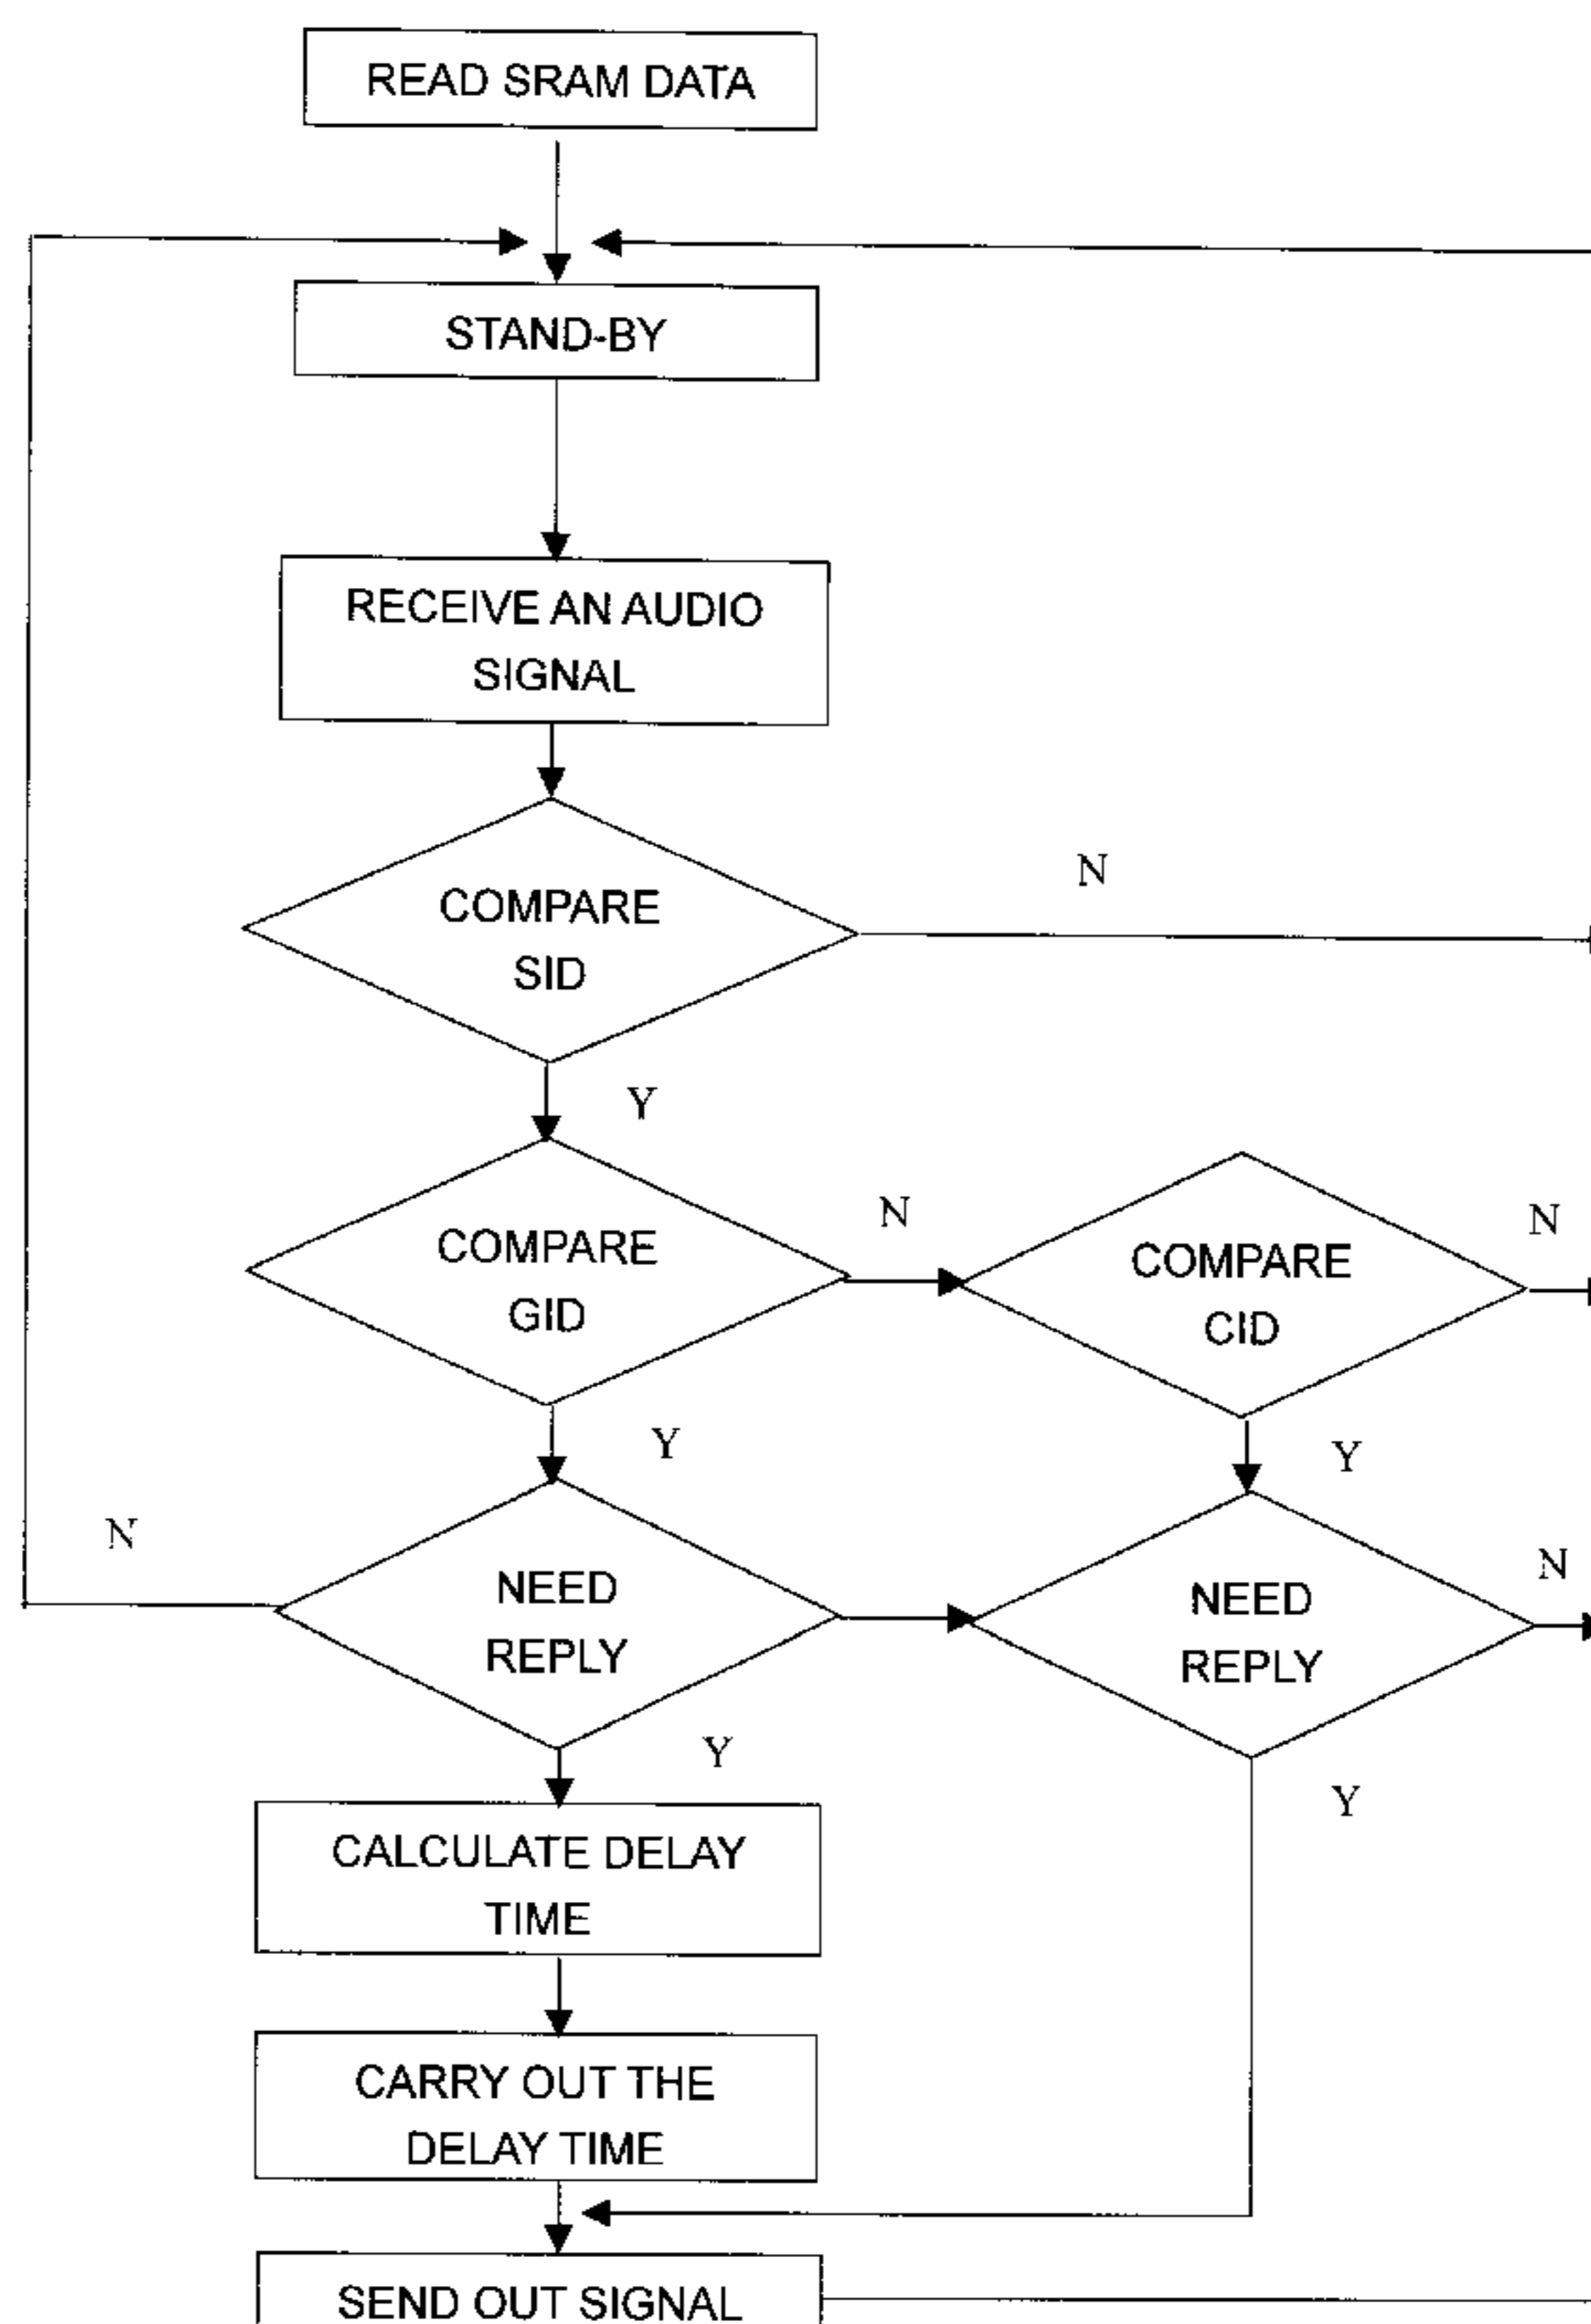 READ SRAM DATA
STAND-BY
RECEIVE AN AUDIO
SIGNAL
COMPARE
SID
N
Y
COMPARE
GID
N
COMPARE
CID
N
Y
Y
N
NEED
REPLY
NEED
REPLY
N
Y
Y
CALCULATE DELAY
TIME
CARRY OUT THE
DELAY TIME
SEND OUT SIGNAL